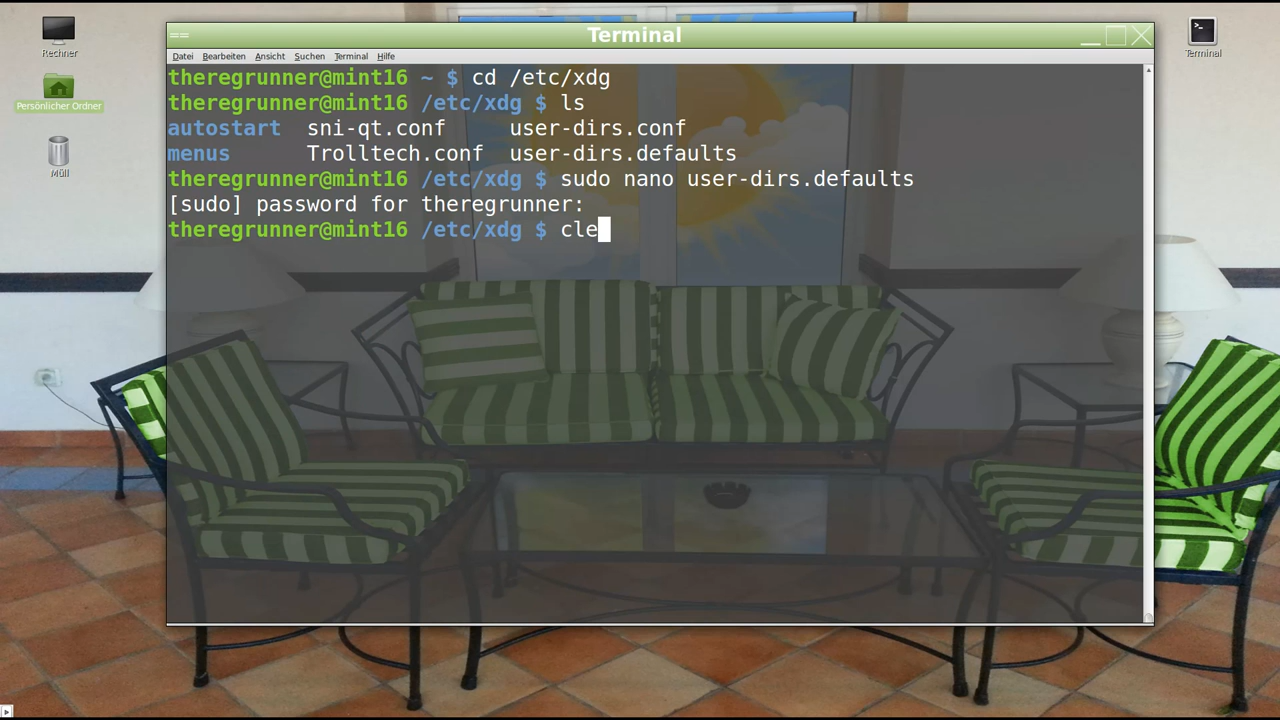 Terminal
Datei Bearbeiten Ansicht Suchen Terminal Hilfe
theregrunner@mint16 ~ $ cd /etc/xdg
theregrunner@mint16 /etc/xdg $ ls
autostart sni-qt.conf user-dirs.conf
menus Trolltech.conf user-dirs.defaults
theregrunner@mint16 /etc/xdg $ sudo nano user-dirs.defaults
[sudo] password for theregrunner:
theregrunner@mint16 /etc/xdg $ cle
Rechner
Persönlicher Ordner
Müll
Terminal